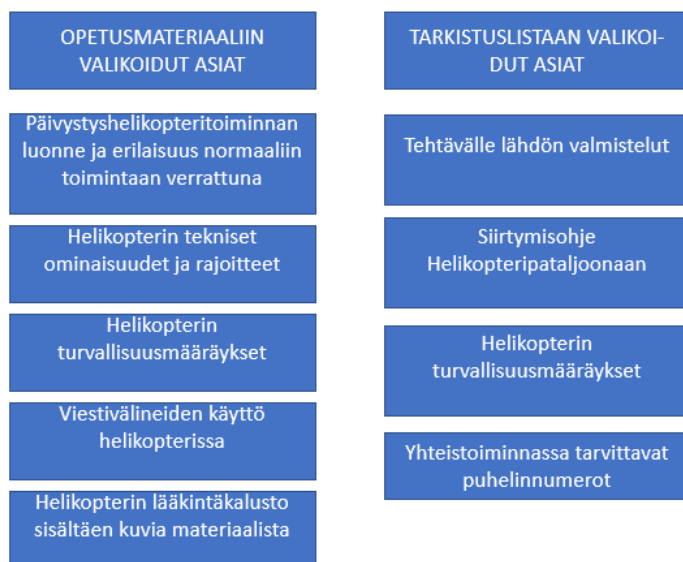 OPETUSMATERIAALIIN
VALIKOIDUT ASIAT
Päivystyshelikopteritoiminnan
luonne ja erilaisuus normaaliin
toimintaan verrattuna
Helikopterin tekniset
ominaisuudet ja rajoitteet
Helikopterin
turvallisuusmääräykset
Viestivälineiden käyttö
helikopterissa
Helikopterin lääkintäkalusto
sisältäen kuvia materiaalista
TARKISTUSLISTAAN VALIKOI-
DUT ASIAT
Tehtävälle lähdön valmistelut
Siirtymisohje
Helikopteripataljoonaan
Helikopterin
turvallisuusmääräykset
Yhteistoiminnassa tarvittavat
puhelinnumerot